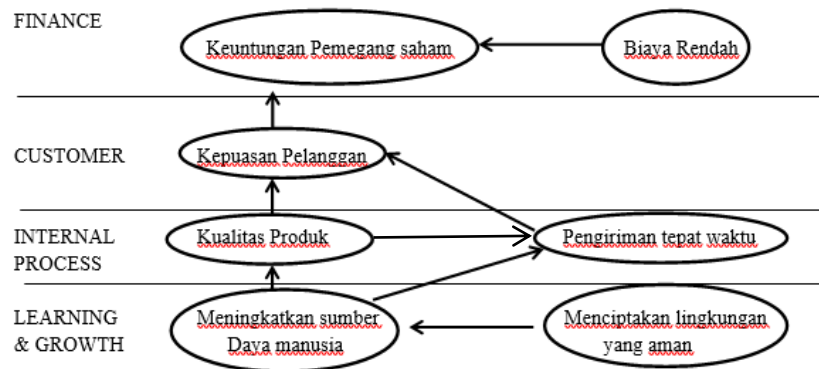 FINANCE
Keuntungan Pemegang saham
Biaya Rendah
CUSTOMER
Kepuasan Pelanggan
INTERNAL
PROCESS
Kualitas Produk
Pengiriman tepat waktu
LEARNING
& GROWTH
Meningkatkan sumber
Daya manusia
Menciptakan lingkungan
yang aman